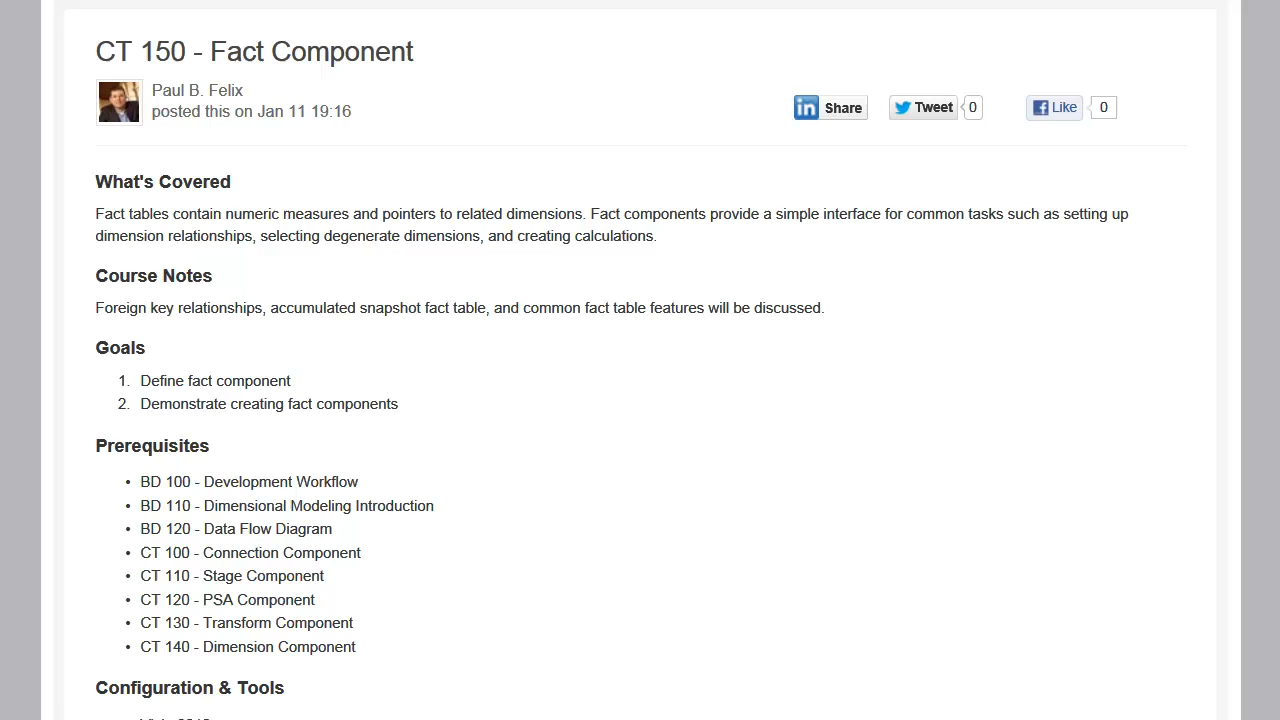 CT 150 - Fact Component
Paul B. Felix
posted this on Jan 11 19:16
in Share Tweet 0 f Like 0
What's Covered
Fact tables contain numeric measures and pointers to related dimensions. Fact components provide a simple interface for common tasks such as setting up
dimension relationships, selecting degenerate dimensions, and creating calculations.
Course Notes
Foreign key relationships, accumulated snapshot fact table, and common fact table features will be discussed.
Goals
1. Define fact component
2. Demonstrate creating fact components
Prerequisites
• BD 100 - Development Workflow
• BD 110 - Dimensional Modeling Introduction
• BD 120 - Data Flow Diagram
• CT 100 - Connection Component
• CT 110 - Stage Component
• CT 120 - PSA Component
• CT 130 - Transform Component
• CT 140 - Dimension Component
Configuration & Tools